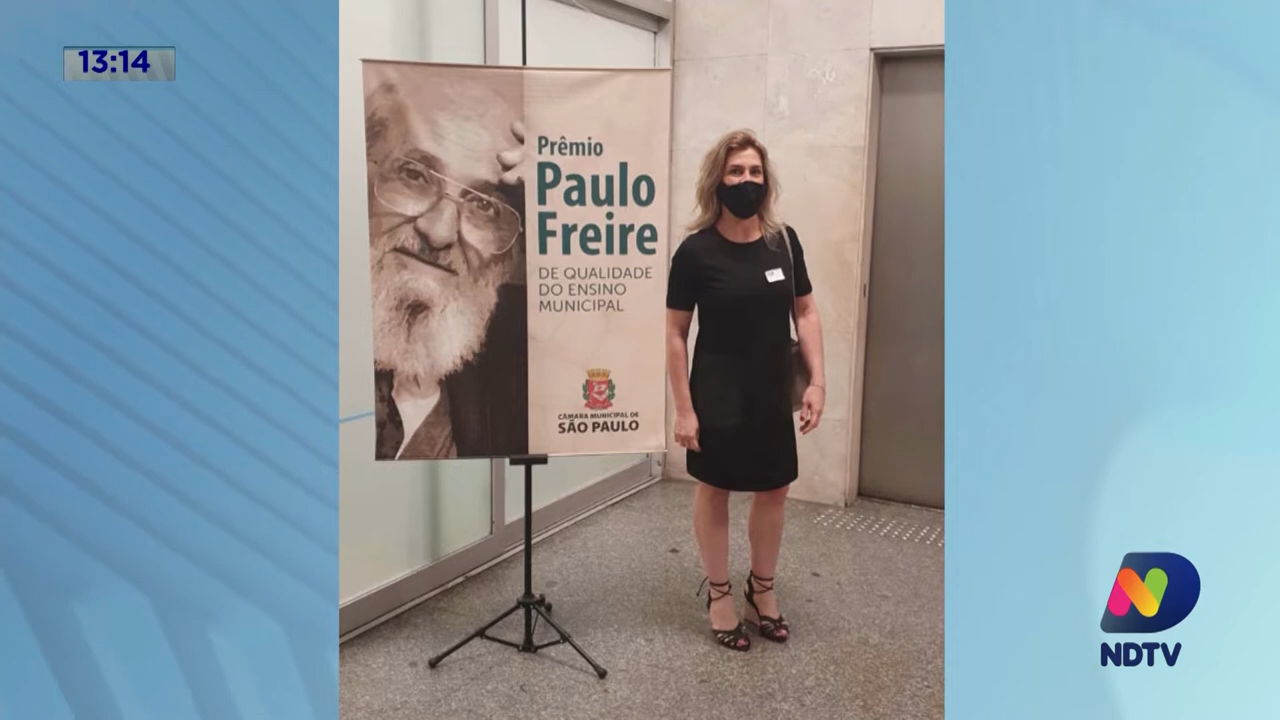 13:14
Prêmio
Paulo
Freire
DE QUALIDADE
DO ENSINO
MUNICIPAL
CÂMARA MUNICIPAL DE
SÃO PAULO
NDTV